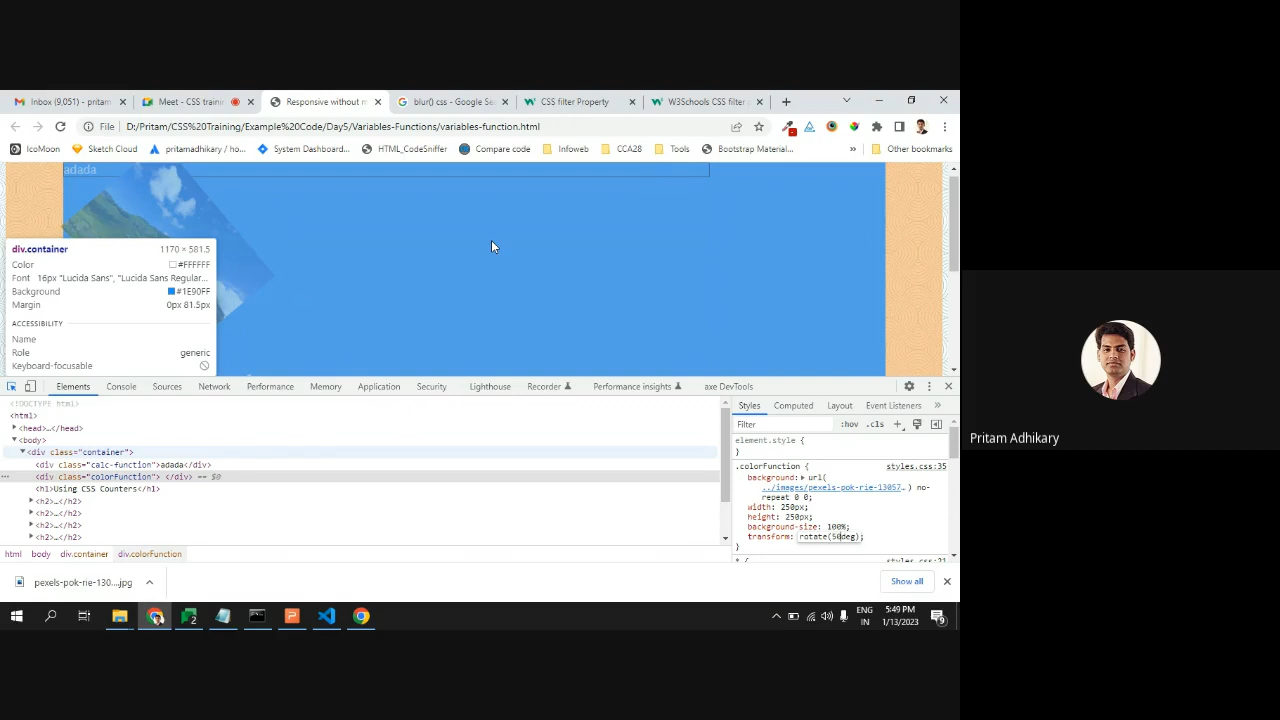 Inbox (9,051) - pritam
Meet - CSS train
Responsive without m
blur() css - Google Se
CSS filter Property
W3Schools CSS filter
File D:/Pritam/CSS%20Training/Example%20Code/Day5/Variables-Functions/variables-function.html
IcoMoon
Sketch Cloud
pritamadhikary / ho...
System Dashboard...
HTML_CodeSniffer
Compare code
Infoweb
CCA28
Tools
Bootstrap Material...
»
Other bookmarks
adada
div.container 1170 × 581.5
Color #FFFFFF
Font 16px "Lucida Sans", "Lucida Sans Regular...
Background #1E90FF
Margin 0px 81.5px
ACCESSIBILITY
Name
Role generic
Keyboard-focusable
Pritam Adhikary
Elements Console Sources Network Performance Memory Application Security Lighthouse Recorder Performance insights axe DevTools
<!DOCTYPE html>
<html>
<head>…</head>
<body>
<div class="container">
<div class="calc-function">adada</div>
<div class="colorFunction"> </div> == $0
<h1>Using CSS Counters</h1>
<h2>…</h2>
<h2>…</h2>
<h2>…</h2>
<h2>…</h2>
html body div.container div.colorFunction
Styles Computed Layout Event Listeners »
Filter :hov .cls +
element.style {
}
.colorFunction { styles.css:35
background: url(
../images/pexels-pok-rie-13057… ) no-
repeat 0 0;
width: 250px;
height: 250px;
background-size: 100%;
transform: rotate(50deg);
}
* { styles.css:21
pexels-pok-rie-130....jpg
Show all
2
ENG
IN
5:49 PM
1/13/2023
9